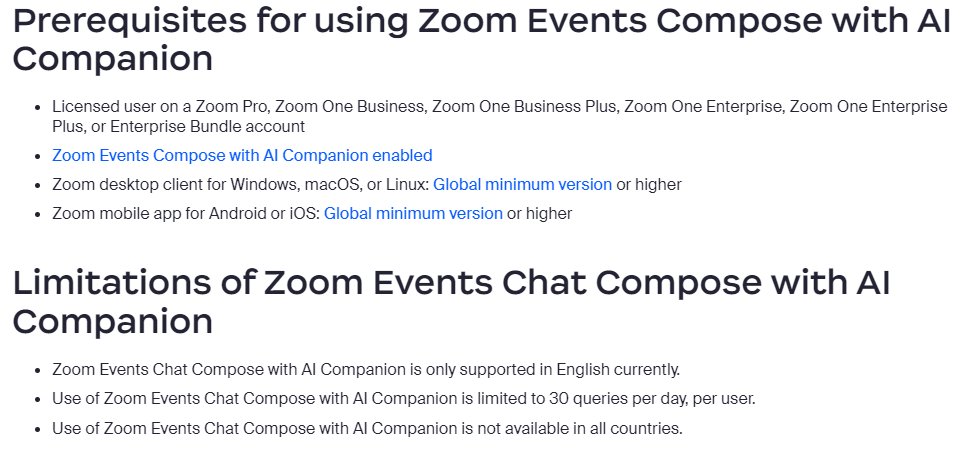 Prerequisites for using Zoom Events Compose with AI
Companion
• Licensed user on a Zoom Pro, Zoom One Business, Zoom One Business Plus, Zoom One Enterprise, Zoom One Enterprise
Plus, or Enterprise Bundle account
• Zoom Events Compose with AI Companion enabled
• Zoom desktop client for Windows, macOS, or Linux: Global minimum version or higher
• Zoom mobile app for Android or iOS: Global minimum version or higher
Limitations of Zoom Events Chat Compose with AI
Companion
• Zoom Events Chat Compose with AI Companion is only supported in English currently.
• Use of Zoom Events Chat Compose with AI Companion is limited to 30 queries per day, per user.
• Use of Zoom Events Chat Compose with AI Companion is not available in all countries.